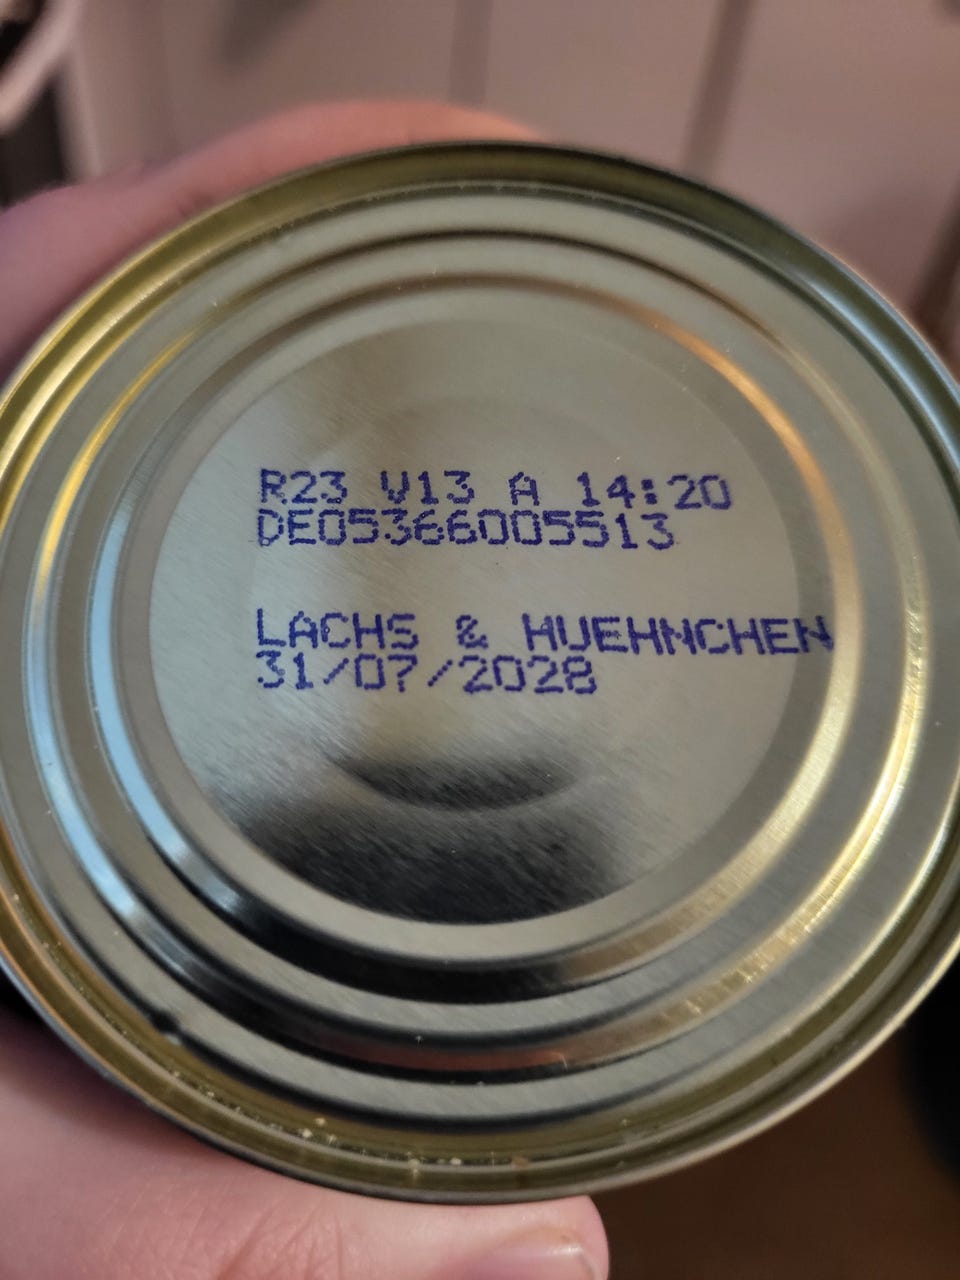 R23 V13 A 14:20
DE05366005513
LACHS & HUEHNCHEN
31/07/2028